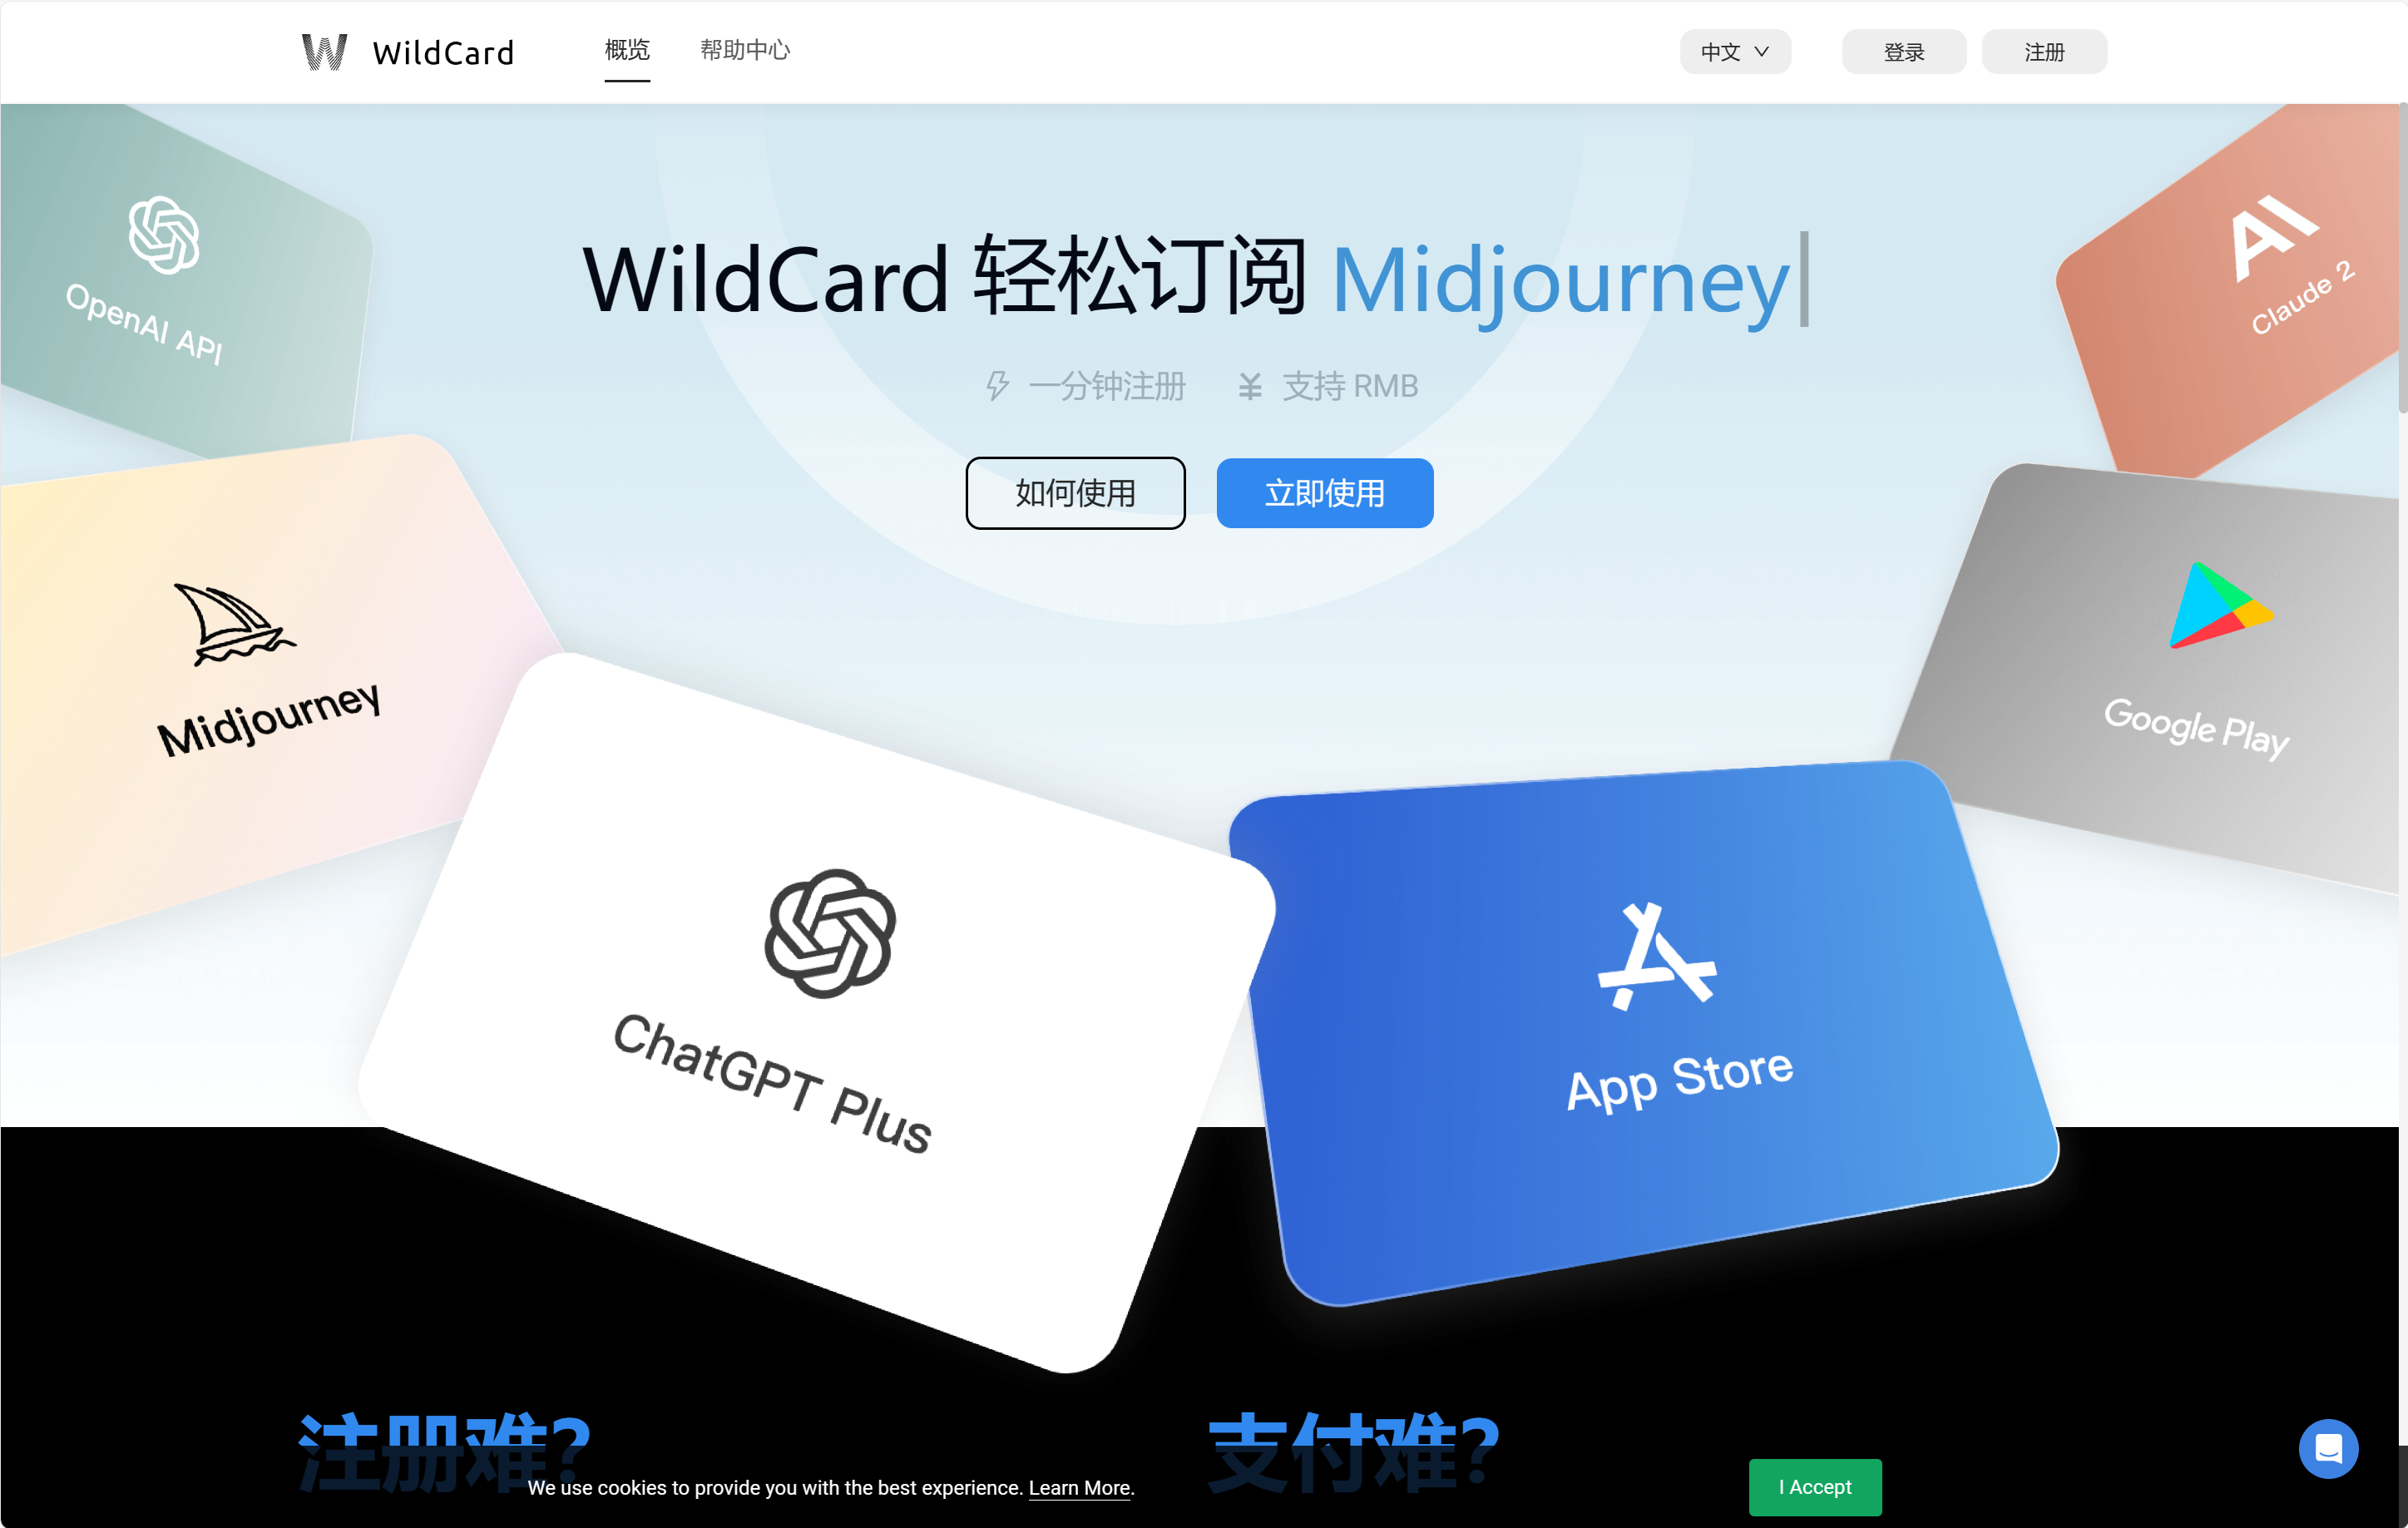 WildCard
概览
帮助中心
中文
登录
注册
OpenAI API
Claude 2
WildCard 轻松订阅 Midjourney
一分钟注册
¥ 支持 RMB
如何使用
立即使用
Midjourney
Google Play
ChatGPT Plus
App Store
注册难?
支付难?
We use cookies to provide you with the best experience. Learn More.
I Accept